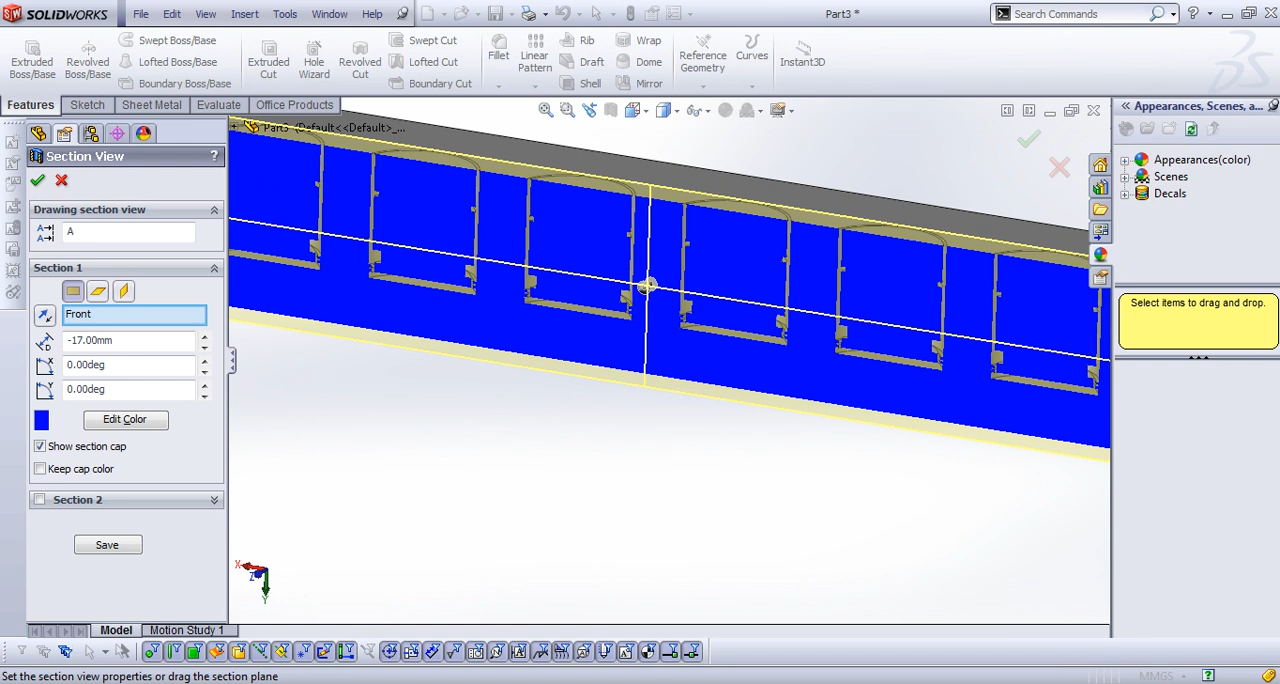 SOLIDWORKS File Edit View Insert Tools Window Help Part3 * Search Commands
Extruded Boss/Base
Revolved Boss/Base
Swept Boss/Base
Lofted Boss/Base
Boundary Boss/Base
Extruded Cut
Hole Wizard
Revolved Cut
Swept Cut
Lofted Cut
Boundary Cut
Fillet
Linear Pattern
Rib
Draft
Shell
Wrap
Dome
Mirror
Reference Geometry
Curves
Instant3D
Features Sketch Sheet Metal Evaluate Office Products
Appearances, Scenes, a...
Part3 (Default<<Default>_...
Section View ?
Drawing section view
A
Section 1
Front
-17.00mm
0.00deg
0.00deg
Edit Color
Show section cap
Keep cap color
Section 2
Save
X
Z
Y
Appearances(color)
Scenes
Decals
Select items to drag and drop.
Model Motion Study 1
Set the section view properties or drag the section plane
MMGS